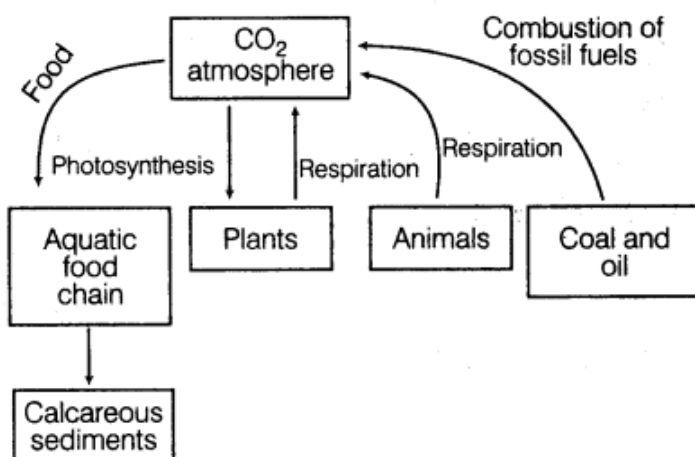 CO₂
atmosphere
Combustion of
fossil fuels
Food
Photosynthesis
Respiration
Respiration
Aquatic
food
chain
Plants
Animals
Coal and
oil
Calcareous
sediments